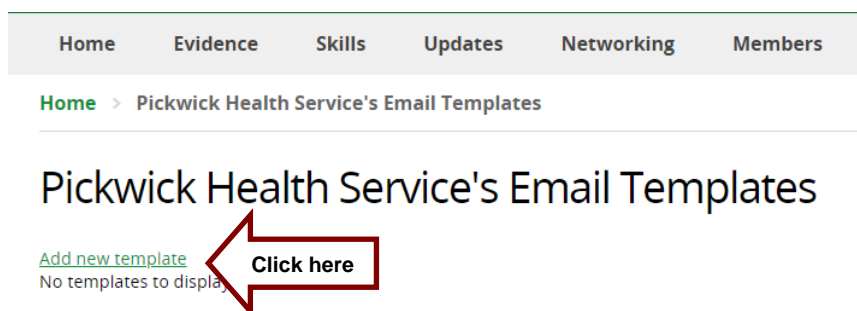 Home Evidence Skills Updates Networking Members
Home > Pickwick Health Service's Email Templates
Pickwick Health Service's Email Templates
Add new template
Click here
No templates to display